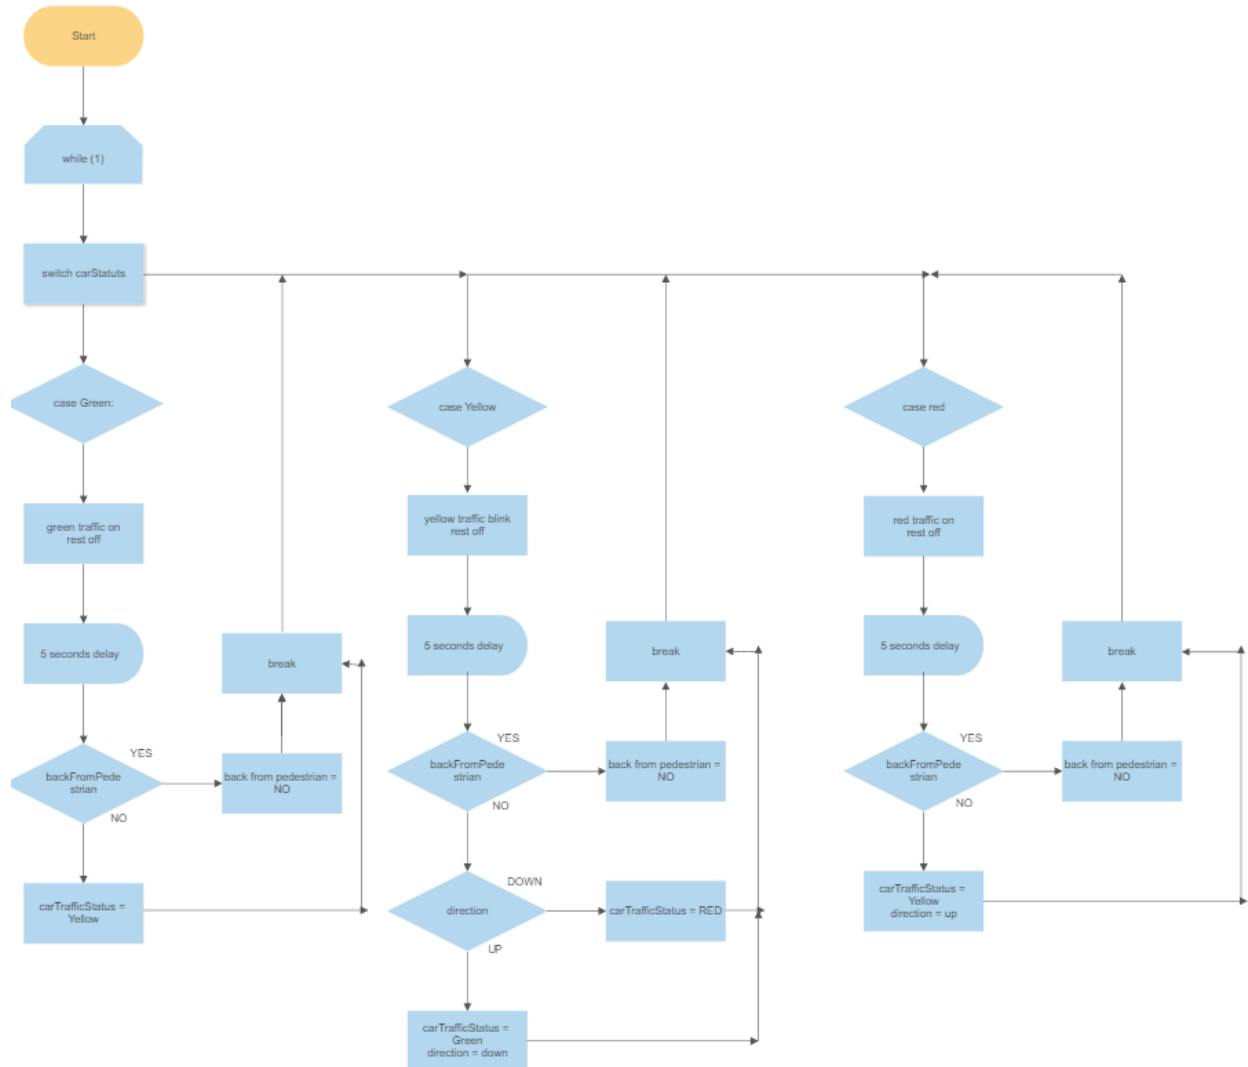 Start
while (1)
switch carStatuts
case Green:
green traffic on
rest off
5 seconds delay
backFromPede
strian
YES
NO
back from pedestrian =
NO
break
carTrafficStatus =
Yellow
case Yellow
yellow traffic blink
rest off
5 seconds delay
backFromPede
strian
YES
NO
back from pedestrian =
NO
break
direction
DOWN
UP
carTrafficStatus = RED
carTrafficStatus =
Green
direction = down
case red
red traffic on
rest off
5 seconds delay
backFromPede
strian
YES
NO
back from pedestrian =
NO
break
carTrafficStatus =
Yellow
direction = up